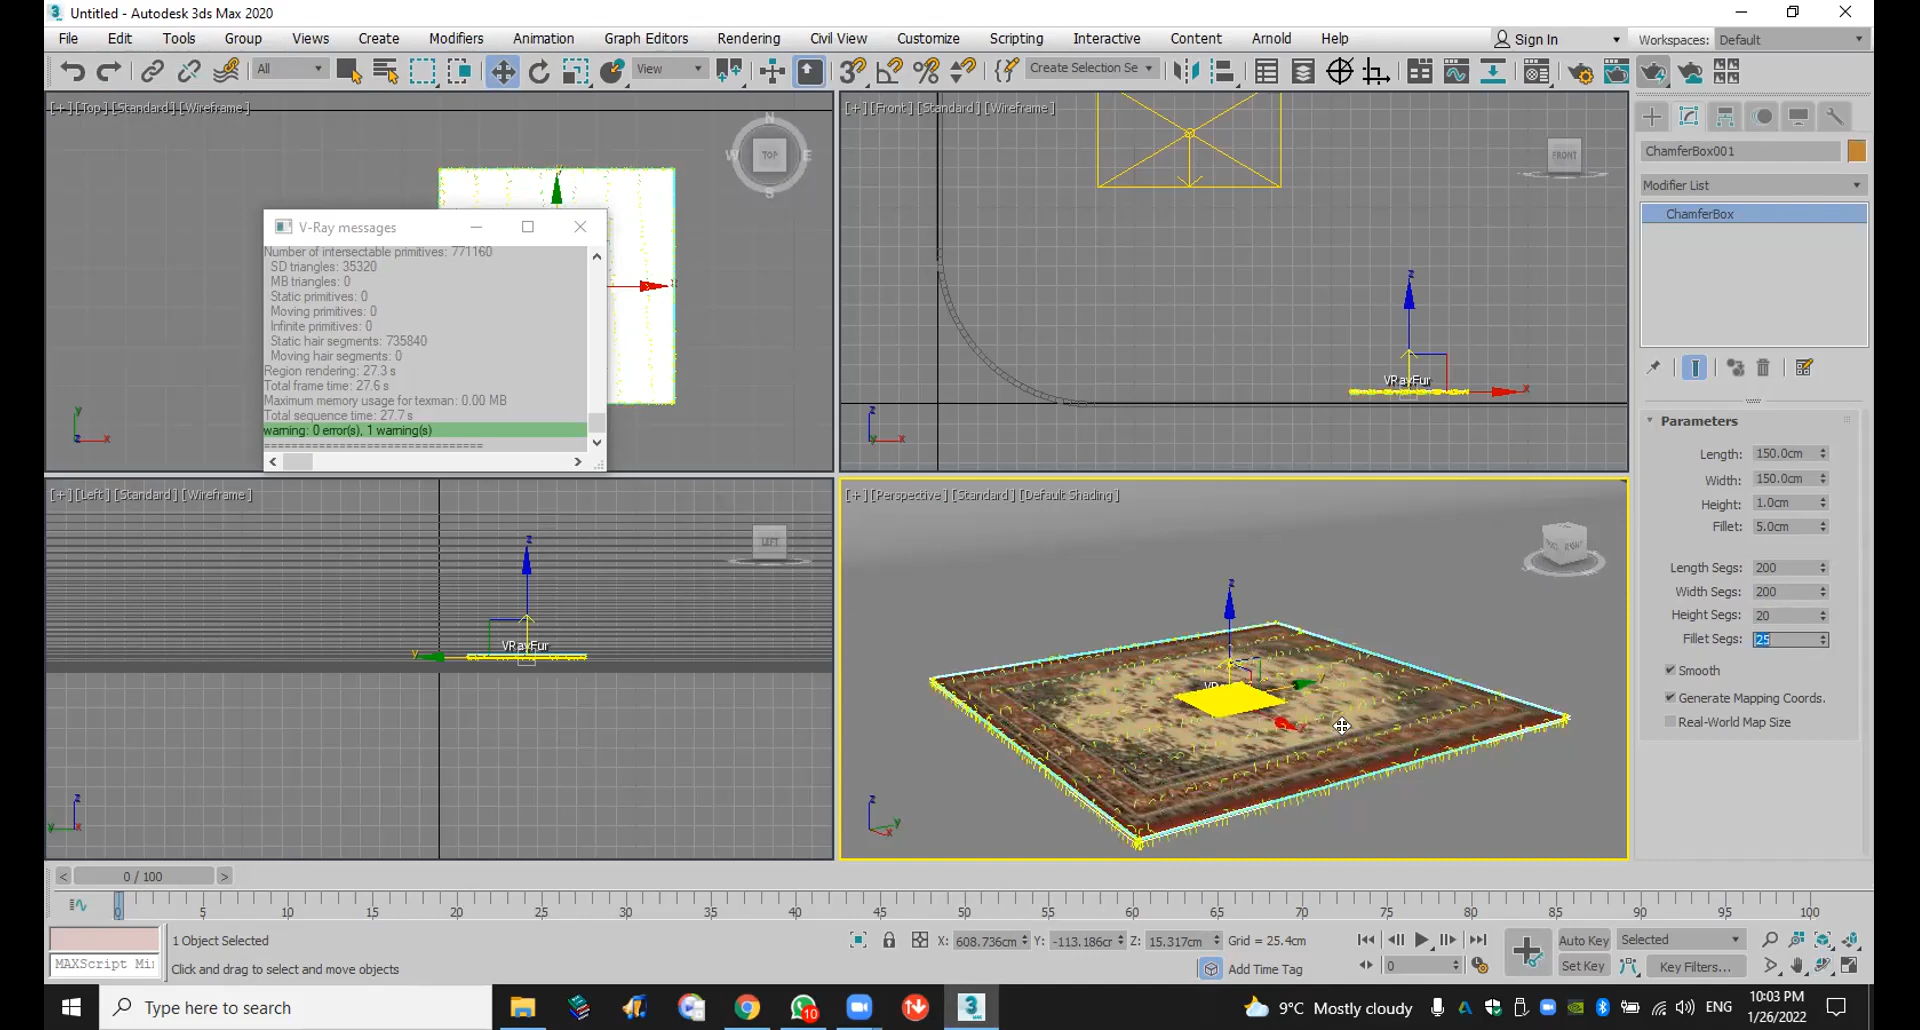 Untitled - Autodesk 3ds Max 2020
File Edit Tools Group Views Create Modifiers Animation Graph Editors Rendering Civil View Customize Scripting Interactive Content Arnold Help Sign In Workspaces: Default
All View Create Selection Se
[+] [Top] [Standard] [Wireframe]
N
W TOP E
S
[+] [Front] [Standard] [Wireframe]
FRONT
ChamferBox001
Modifier List
ChamferBox
V-Ray messages
Number of intersectable primitives: 771160
SD triangles: 35320
MB triangles: 0
Static primitives: 0
Moving primitives: 0
Infinite primitives: 0
Static hair segments: 735840
Moving hair segments: 0
Region rendering: 27.3 s
Total frame time: 27.6 s
Maximum memory usage for texman: 0.00 MB
Total sequence time: 27.7 s
warning: 0 error(s), 1 warning(s)
==============================
y
x
z
z
VRayFur
x
z
x
Parameters
Length: 150.0cm
Width: 150.0cm
Height: 1.0cm
Fillet: 5.0cm
Length Segs: 200
Width Segs: 200
Height Segs: 20
Fillet Segs: 25
Smooth
Generate Mapping Coords.
Real-World Map Size
[+] [Left] [Standard] [Wireframe]
LEFT
z
VRayFur
y
z
y x
[+] [Perspective] [Standard] [Default Shading]
RIGHT
z
z
y
x
0 / 100
0 5 10 15 20 25 30 35 40 45 50 55 60 65 70 75 80 85 90 95 100
1 Object Selected
X: 608.736cm Y: -113.186cr Z: 15.317cm Grid = 25.4cm
Auto Key Selected
MAXScript Mi
Click and drag to select and move objects
Add Time Tag
0
Set Key Key Filters...
Type here to search
10
3
9°C Mostly cloudy
ENG
10:03 PM
1/26/2022